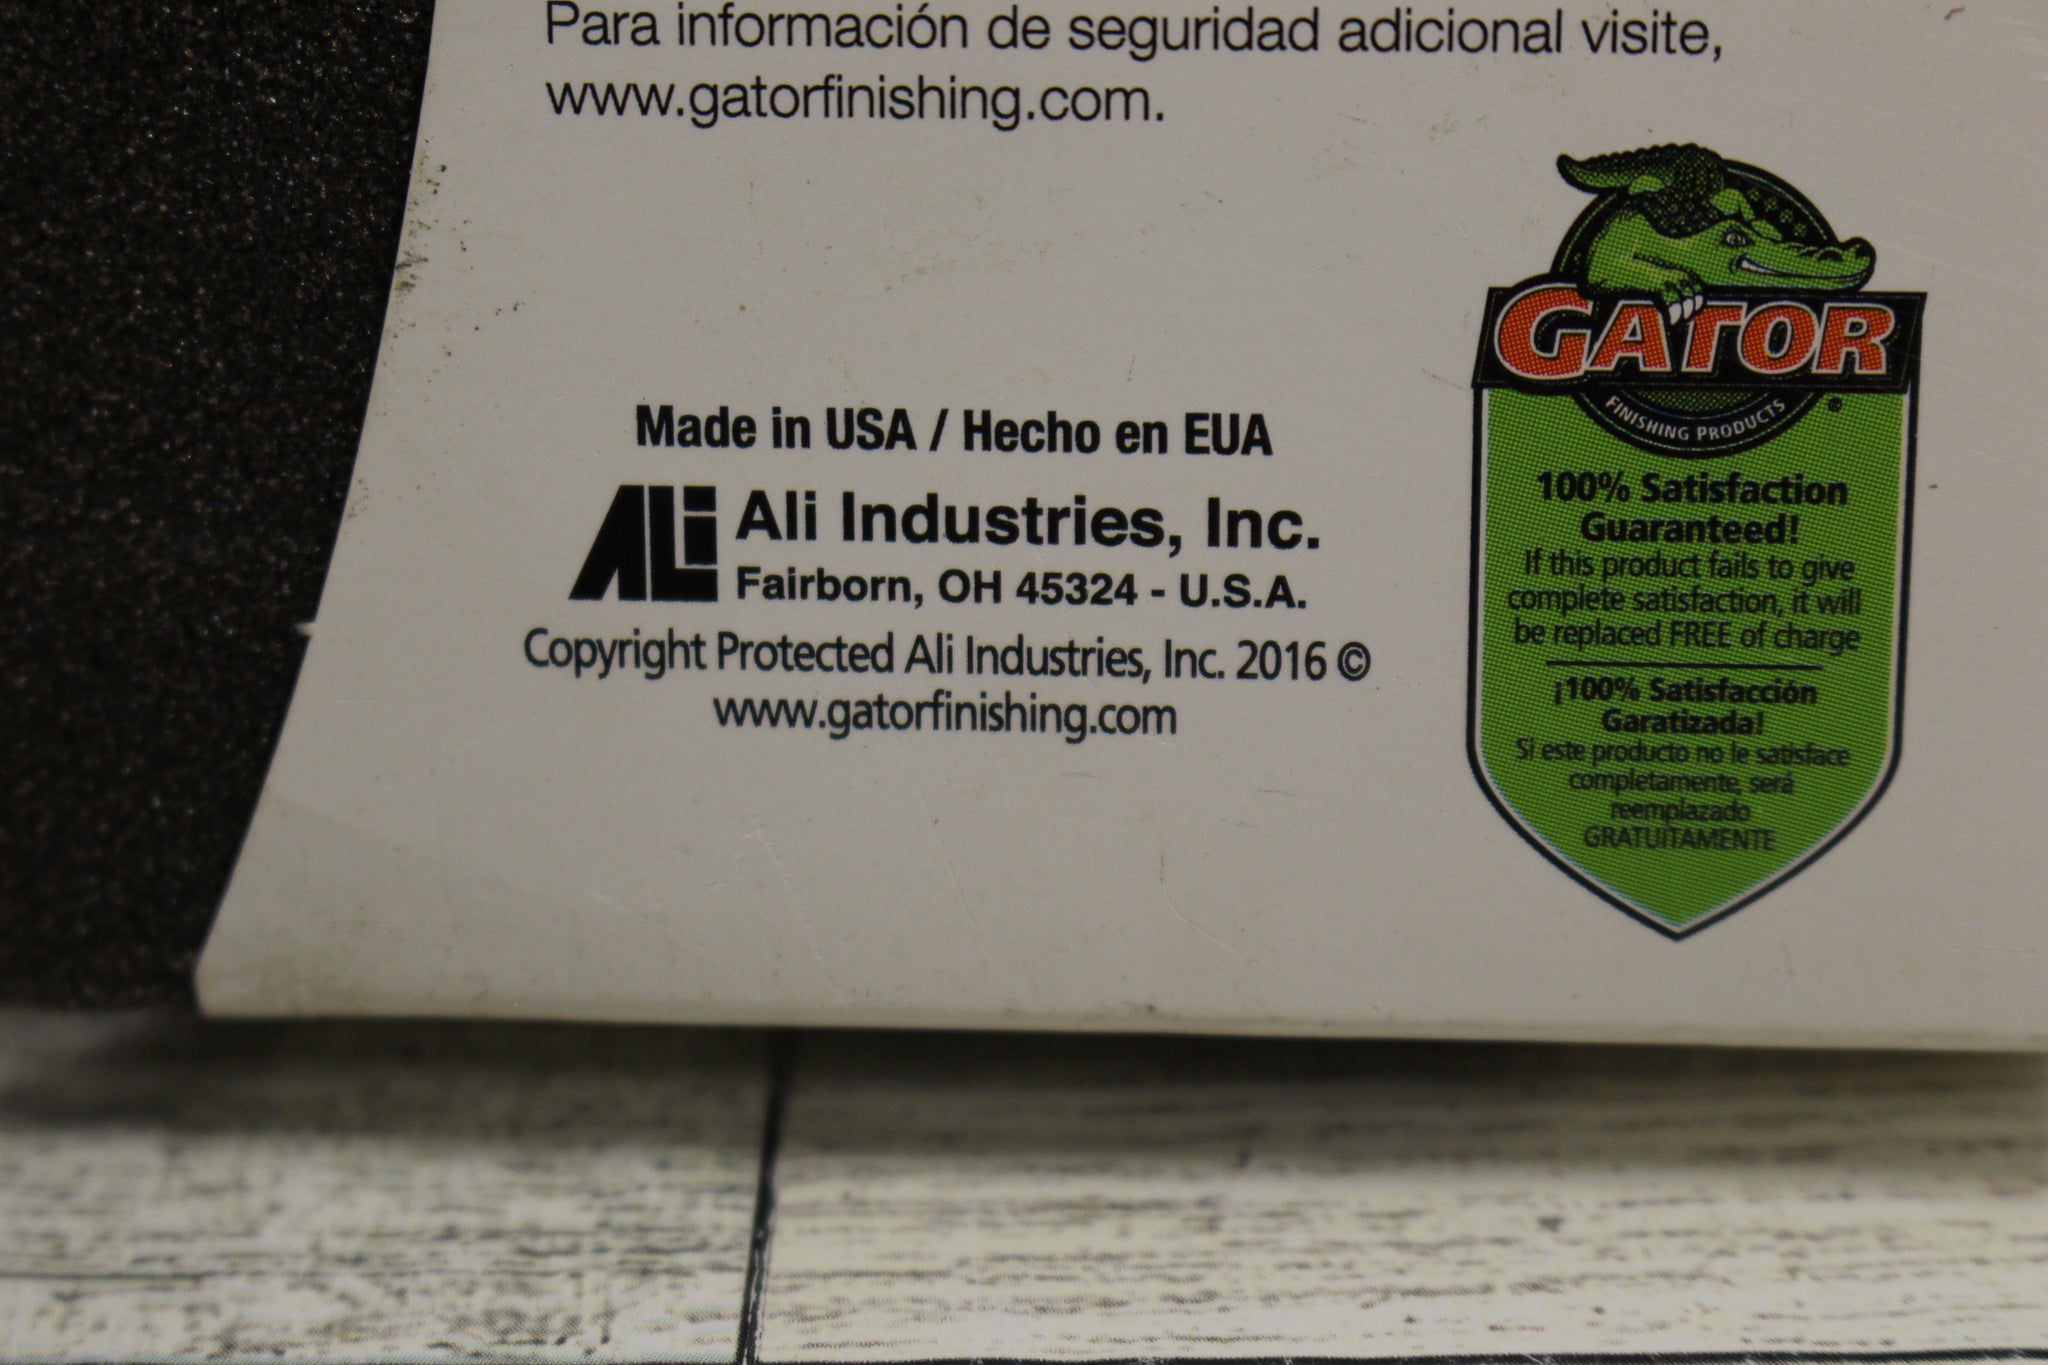 Para información de seguridad adicional visite,
www.gatorfinishing.com.
Made in USA / Hecho en EUA
ALi Ali Industries, Inc.
Fairborn, OH 45324 - U.S.A.
Copyright Protected Ali Industries, Inc. 2016 ©
www.gatorfinishing.com
GATOR
®
FINISHING PRODUCTS
100% Satisfaction
Guaranteed!
If this product fails to give
complete satisfaction, it will
be replaced FREE of charge
¡100% Satisfacción
Garatizada!
Si este producto no le satisface
completamente, será
reemplazado
GRATUITAMENTE